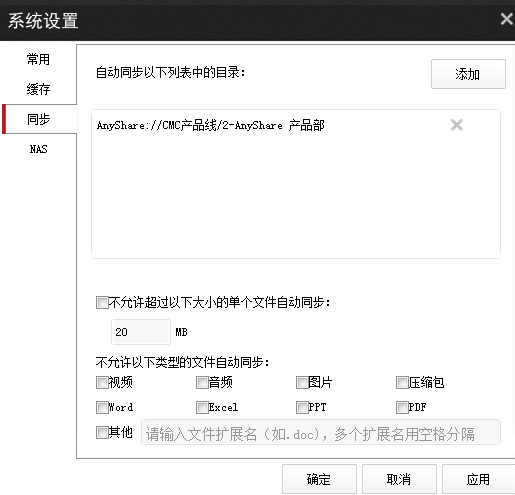 系统设置
常用
缓存
同步
NAS
自动同步以下列表中的目录：
添加
AnyShare://CMC产品线/2-AnyShare 产品部
不允许超过以下大小的单个文件自动同步：
20 MB
不允许以下类型的文件自动同步：
视频 音频 图片 压缩包
Word Excel PPT PDF
其他 请输入文件扩展名（如.doc），多个扩展名用空格分隔
确定 取消 应用